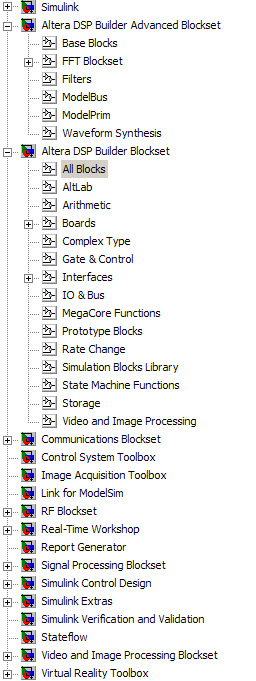 Simulink
Altera DSP Builder Advanced Blockset
Base Blocks
FFT Blockset
Filters
ModelBus
ModelPrim
Waveform Synthesis
Altera DSP Builder Blockset
All Blocks
AltLab
Arithmetic
Boards
Complex Type
Gate & Control
Interfaces
IO & Bus
MegaCore Functions
Prototype Blocks
Rate Change
Simulation Blocks Library
State Machine Functions
Storage
Video and Image Processing
Communications Blockset
Control System Toolbox
Image Acquisition Toolbox
Link for ModelSim
RF Blockset
Real-Time Workshop
Report Generator
Signal Processing Blockset
Simulink Control Design
Simulink Extras
Simulink Verification and Validation
Stateflow
Video and Image Processing Blockset
Virtual Reality Toolbox